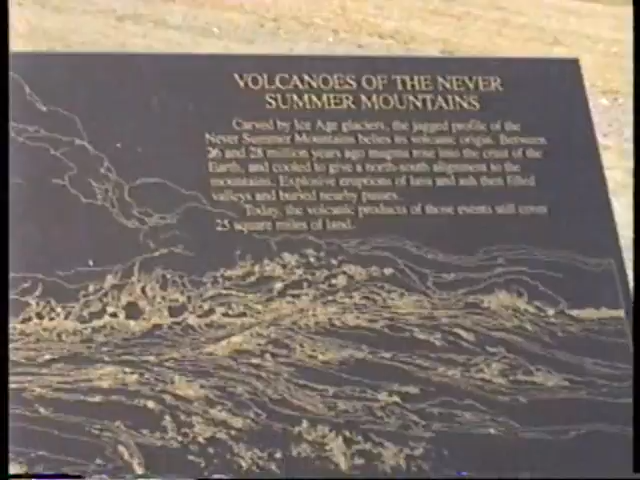 VOLCANOES OF THE NEVER
SUMMER MOUNTAINS
Carved by Ice Age glaciers, the jagged profile of the
Never Summer Mountains belies its volcanic origin. Between
26 and 28 million years ago magma rose into the crust of the
Earth, and cooled to give a north-south alignment to the
mountains. Explosive eruptions of lava and ash then filled
valleys and buried nearby passes.
Today, the volcanic products of those events still cover
25 square miles of land.